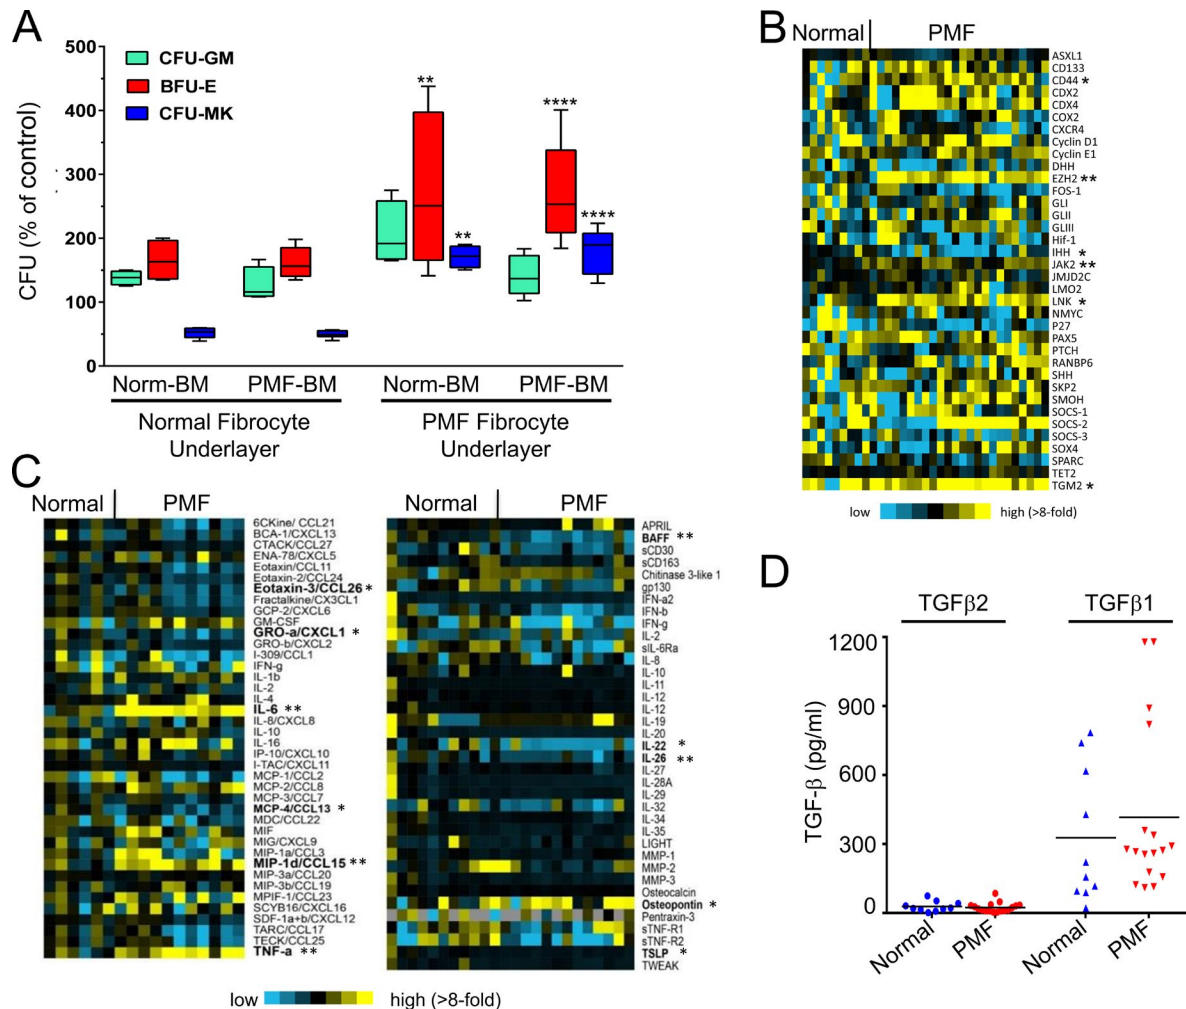 A
500
400
300
200
100
0
CFU (% of control)
CFU-GM
BFU-E
CFU-MK
**
**
****
****
Norm-BM
PMF-BM
Norm-BM
PMF-BM
Normal Fibrocyte
Underlayer
PMF Fibrocyte
Underlayer
B
Normal
PMF
ASXL1
CD133
CD44 *
CDX2
CDX4
COX2
CXCR4
Cyclin D1
Cyclin E1
DHH
EZH2 **
FOS-1
GLI
GLII
GLIII
Hif-1
IHH *
JAK2 **
JMJD2C
LMO2
LNK *
NMYC
P27
PAX5
PTCH
RANBP6
SHH
SKP2
SMOH
SOCS-1
SOCS-2
SOCS-3
SOX4
SPARC
TET2
TGM2 *
low
high (>8-fold)
C
Normal
PMF
6CKine/ CCL21
BCA-1/CXCL13
CTACK/CCL27
ENA-78/CXCL5
Eotaxin/CCL11
Eotaxin-2/CCL24
Eotaxin-3/CCL26 *
Fractalkine/CX3CL1
GCP-2/CXCL6
GM-CSF
GRO-a/CXCL1 *
GRO-b/CXCL2
I-309/CCL1
IFN-g
IL-1b
IL-2
IL-4
IL-6 **
IL-8/CXCL8
IL-10
IL-16
IP-10/CXCL10
I-TAC/CXCL11
MCP-1/CCL2
MCP-2/CCL8
MCP-3/CCL7
MCP-4/CCL13 *
MDC/CCL22
MIF
MIG/CXCL9
MIP-1a/CCL3
MIP-1d/CCL15 **
MIP-3a/CCL20
MIP-3b/CCL19
MPIF-1/CCL23
SCYB16/CXCL16
SDF-1a+b/CXCL12
TARC/CCL17
TECK/CCL25
TNF-a **
Normal
PMF
APRIL
BAFF **
sCD30
sCD163
Chitinase 3-like 1
gp130
IFN-a2
IFN-b
IFN-g
IL-2
sIL-6Ra
IL-8
IL-10
IL-11
IL-12
IL-12
IL-19
IL-20
IL-22 *
IL-26 **
IL-27
IL-28A
IL-29
IL-32
IL-34
IL-35
LIGHT
MMP-1
MMP-2
MMP-3
Osteocalcin
Osteopontin *
Pentraxin-3
sTNF-R1
sTNF-R2
TSLP *
TWEAK
low
high (>8-fold)
D
TGFβ2
TGFβ1
1200
900
600
300
0
TGF-β (pg/ml)
Normal
PMF
Normal
PMF